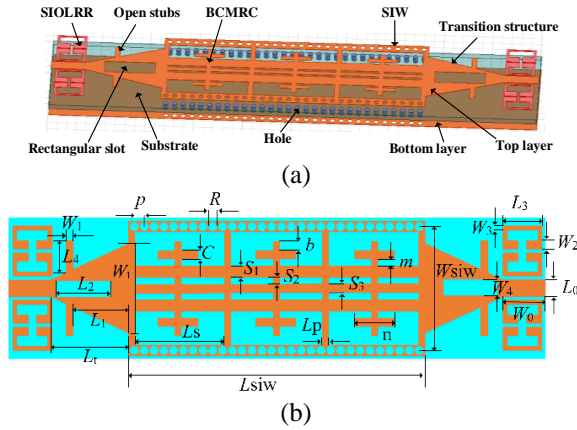 SIOLRR
Open stubs
BCMRC
SIW
Transition structure
Rectangular slot
Substrate
Hole
Bottom layer
Top layer
(a)
W1
p
R
L3
W3
W2
L4
W1
C
S1
b
S2
m
S3
Wsiw
W4
L0
L2
L1
Ls
Lp
n
W0
Lt
Lsiw
(b)